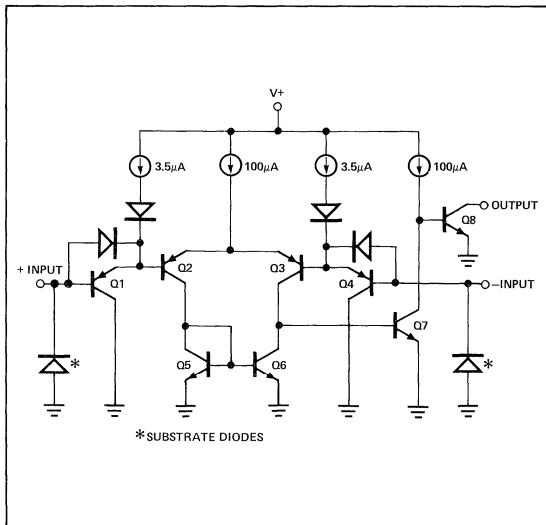 V+
3.5µA
100µA
3.5µA
100µA
OUTPUT
Q8
+ INPUT
Q1
Q2
Q3
Q4
–INPUT
Q7
*
Q5
Q6
*
*SUBSTRATE DIODES